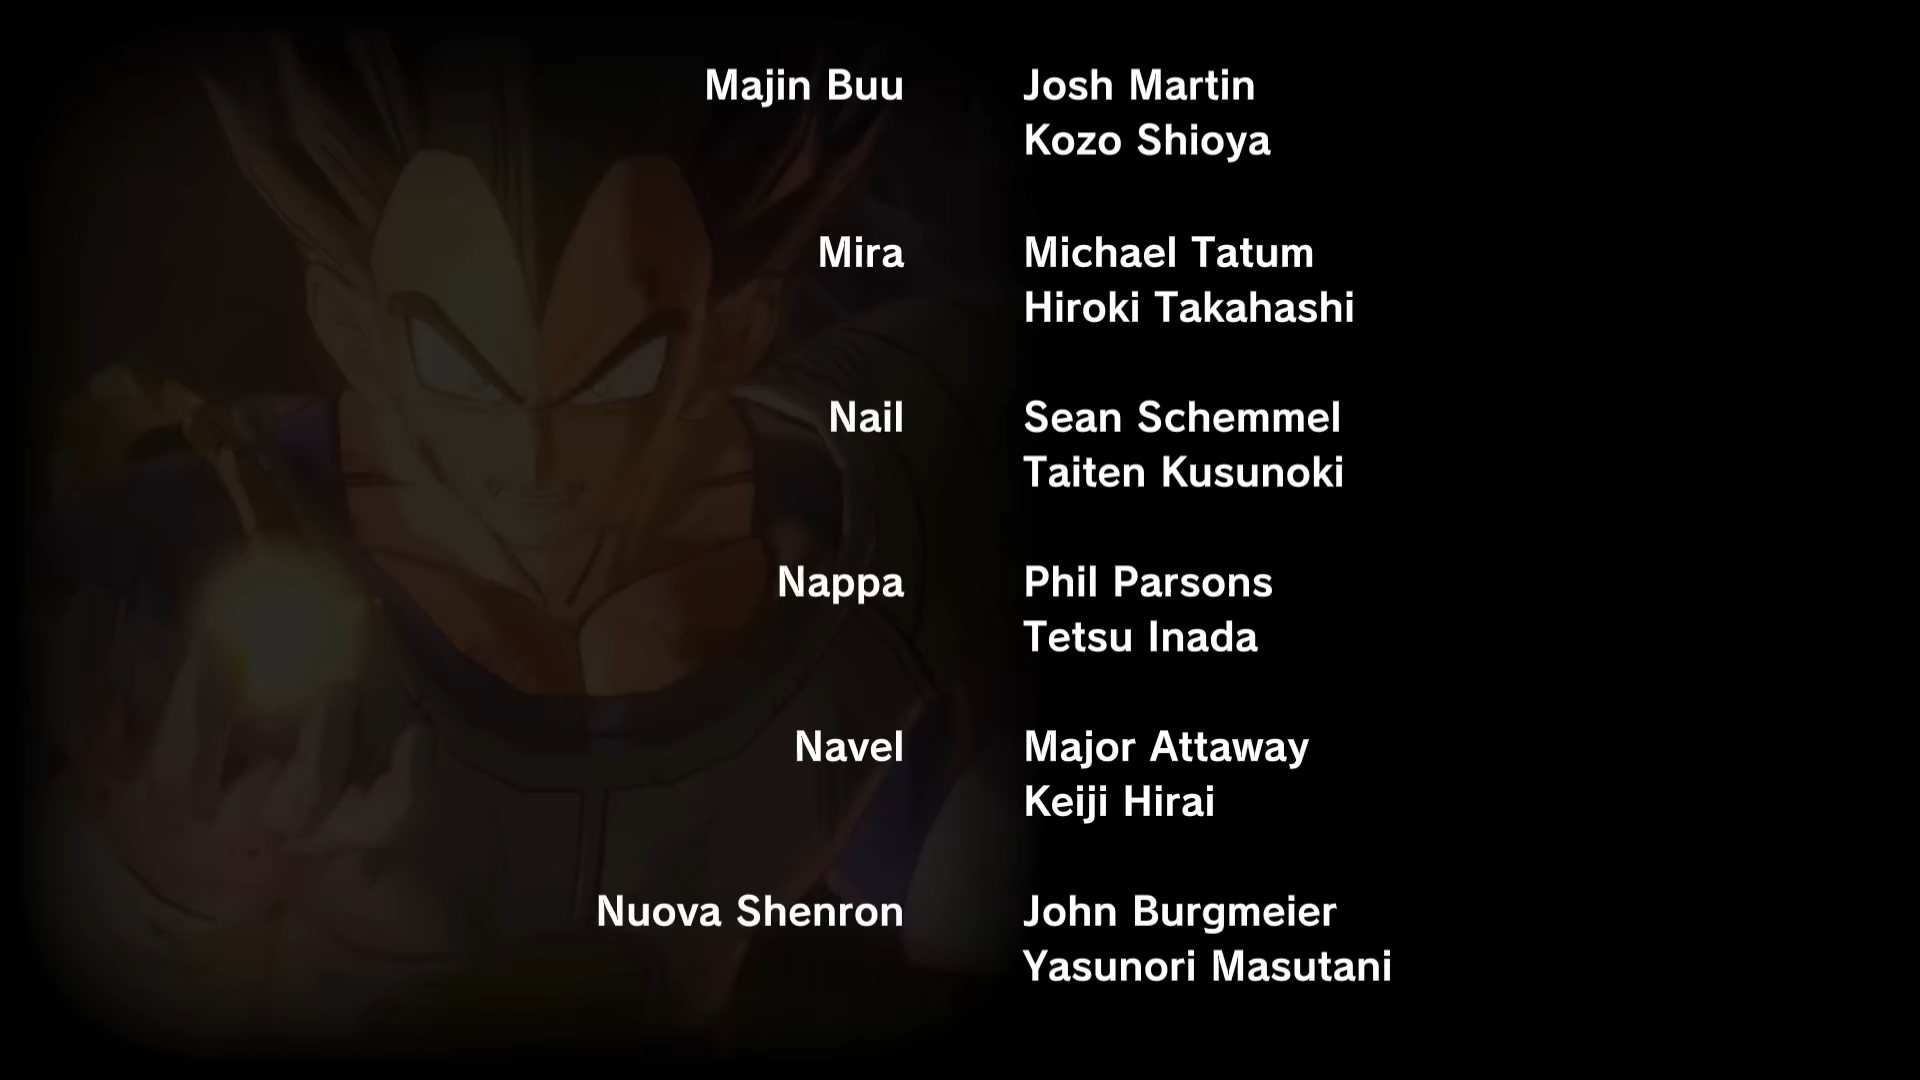 Majin Buu Josh Martin
Kozo Shioya
Mira Michael Tatum
Hiroki Takahashi
Nail Sean Schemmel
Taiten Kusunoki
Nappa Phil Parsons
Tetsu Inada
Navel Major Attaway
Keiji Hirai
Nuova Shenron John Burgmeier
Yasunori Masutani